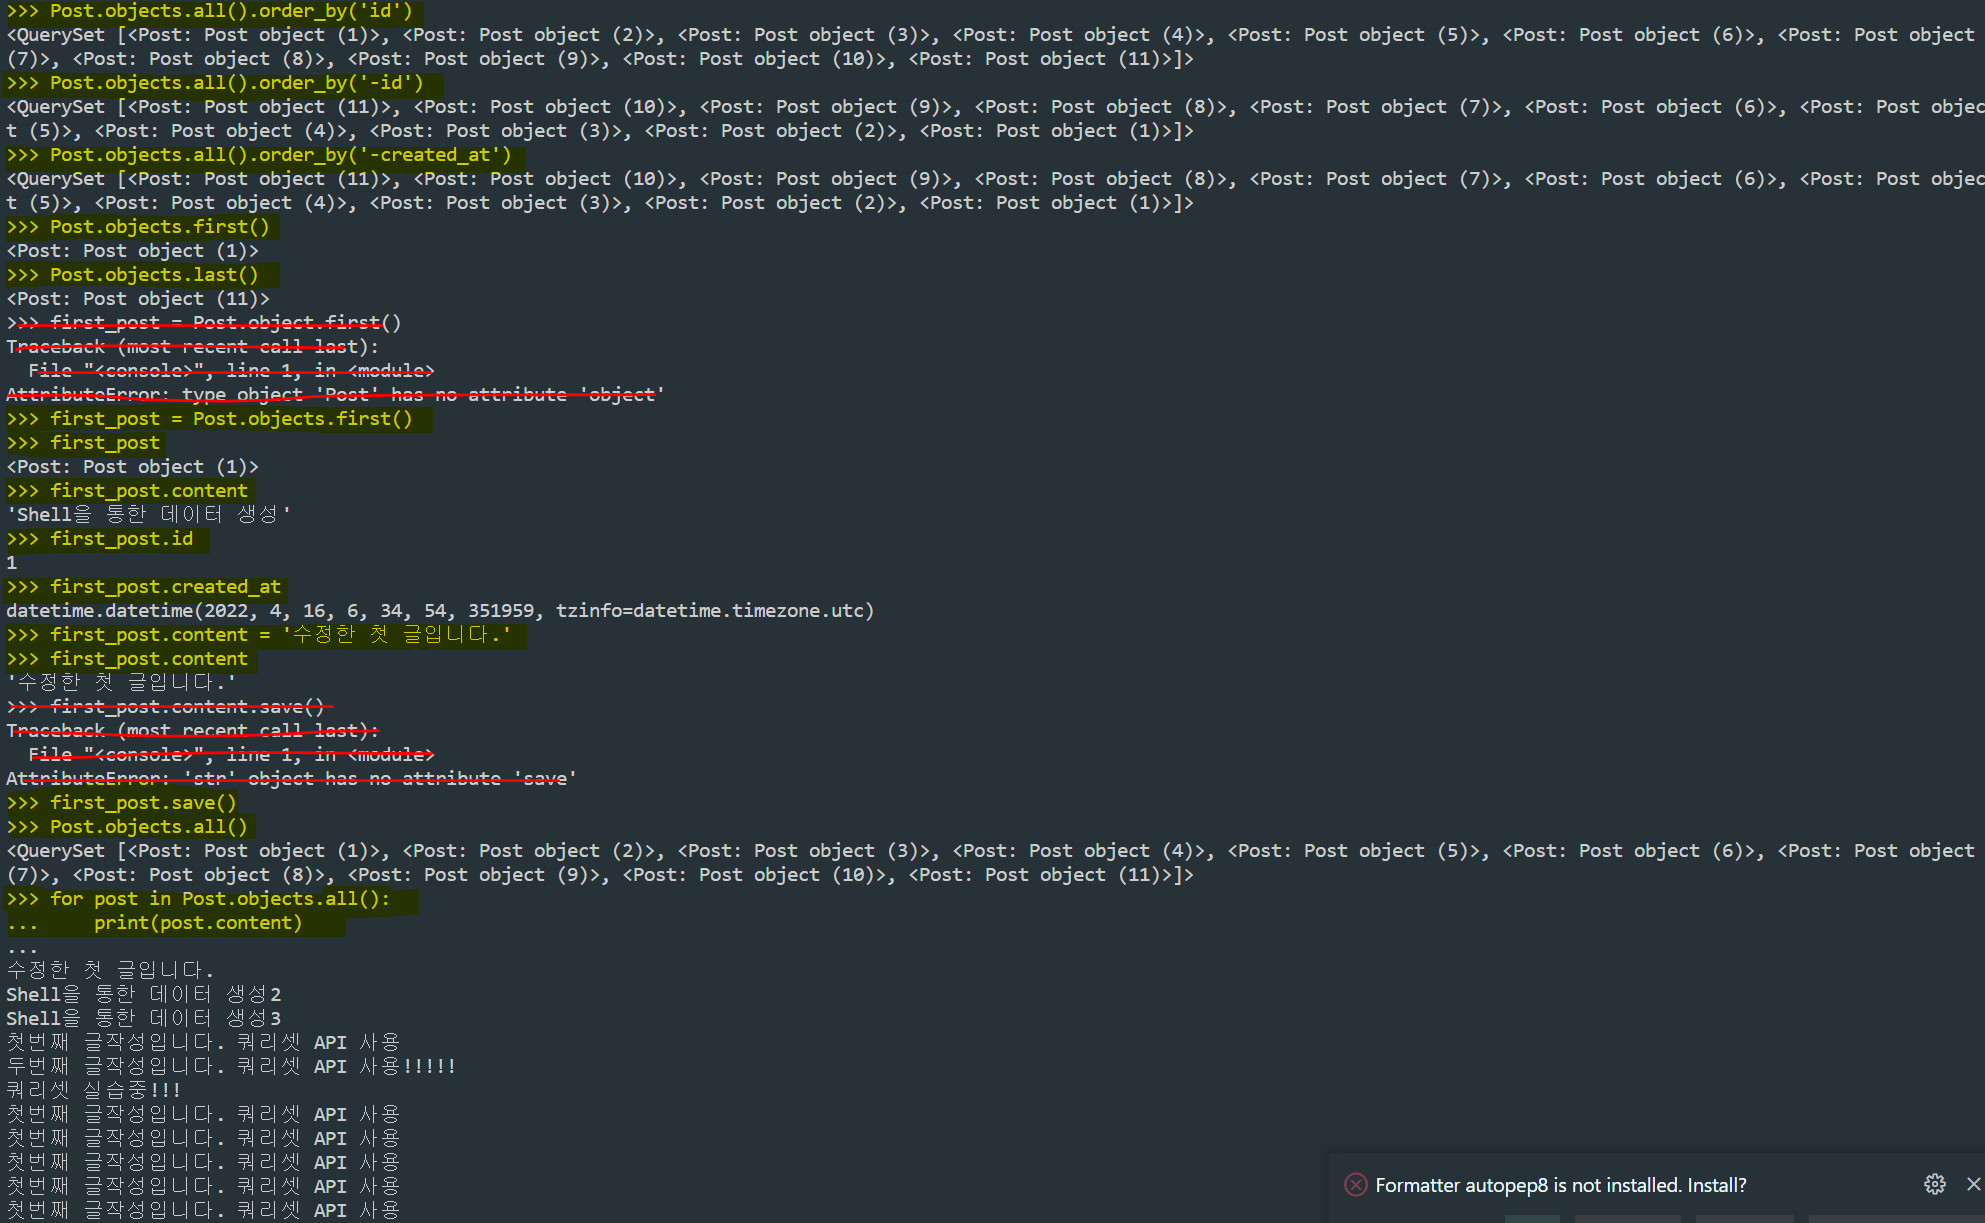 >>> Post.objects.all().order_by('id')
<QuerySet [<Post: Post object (1)>, <Post: Post object (2)>, <Post: Post object (3)>, <Post: Post object (4)>, <Post: Post object (5)>, <Post: Post object (6)>, <Post: Post object
(7)>, <Post: Post object (8)>, <Post: Post object (9)>, <Post: Post object (10)>, <Post: Post object (11)>]>
>>> Post.objects.all().order_by('-id')
<QuerySet [<Post: Post object (11)>, <Post: Post object (10)>, <Post: Post object (9)>, <Post: Post object (8)>, <Post: Post object (7)>, <Post: Post object (6)>, <Post: Post objec
t (5)>, <Post: Post object (4)>, <Post: Post object (3)>, <Post: Post object (2)>, <Post: Post object (1)>]>
>>> Post.objects.all().order_by('-created_at')
<QuerySet [<Post: Post object (11)>, <Post: Post object (10)>, <Post: Post object (9)>, <Post: Post object (8)>, <Post: Post object (7)>, <Post: Post object (6)>, <Post: Post objec
t (5)>, <Post: Post object (4)>, <Post: Post object (3)>, <Post: Post object (2)>, <Post: Post object (1)>]>
>>> Post.objects.first()
<Post: Post object (1)>
>>> Post.objects.last()
<Post: Post object (11)>
>>> first_post = Post.object.first()
Traceback (most recent call last):
  File "<console>", line 1, in <module>
AttributeError: type object 'Post' has no attribute 'object'
>>> first_post = Post.objects.first()
>>> first_post
<Post: Post object (1)>
>>> first_post.content
'Shell을 통한 데이터 생성'
>>> first_post.id
1
>>> first_post.created_at
datetime.datetime(2022, 4, 16, 6, 34, 54, 351959, tzinfo=datetime.timezone.utc)
>>> first_post.content = '수정한 첫 글입니다.'
>>> first_post.content
'수정한 첫 글입니다.'
>>> first_post.content.save()
Traceback (most recent call last):
  File "<console>", line 1, in <module>
AttributeError: 'str' object has no attribute 'save'
>>> first_post.save()
>>> Post.objects.all()
<QuerySet [<Post: Post object (1)>, <Post: Post object (2)>, <Post: Post object (3)>, <Post: Post object (4)>, <Post: Post object (5)>, <Post: Post object (6)>, <Post: Post object
(7)>, <Post: Post object (8)>, <Post: Post object (9)>, <Post: Post object (10)>, <Post: Post object (11)>]>
>>> for post in Post.objects.all():
...     print(post.content)
...
수정한 첫 글입니다.
Shell을 통한 데이터 생성2
Shell을 통한 데이터 생성3
첫번째 글작성입니다. 쿼리셋 API 사용
두번째 글작성입니다. 쿼리셋 API 사용!!!!!
쿼리셋 실습중!!!
첫번째 글작성입니다. 쿼리셋 API 사용
첫번째 글작성입니다. 쿼리셋 API 사용
첫번째 글작성입니다. 쿼리셋 API 사용
첫번째 글작성입니다. 쿼리셋 API 사용
첫번째 글작성입니다. 쿼리셋 API 사용
Formatter autopep8 is not installed. Install?